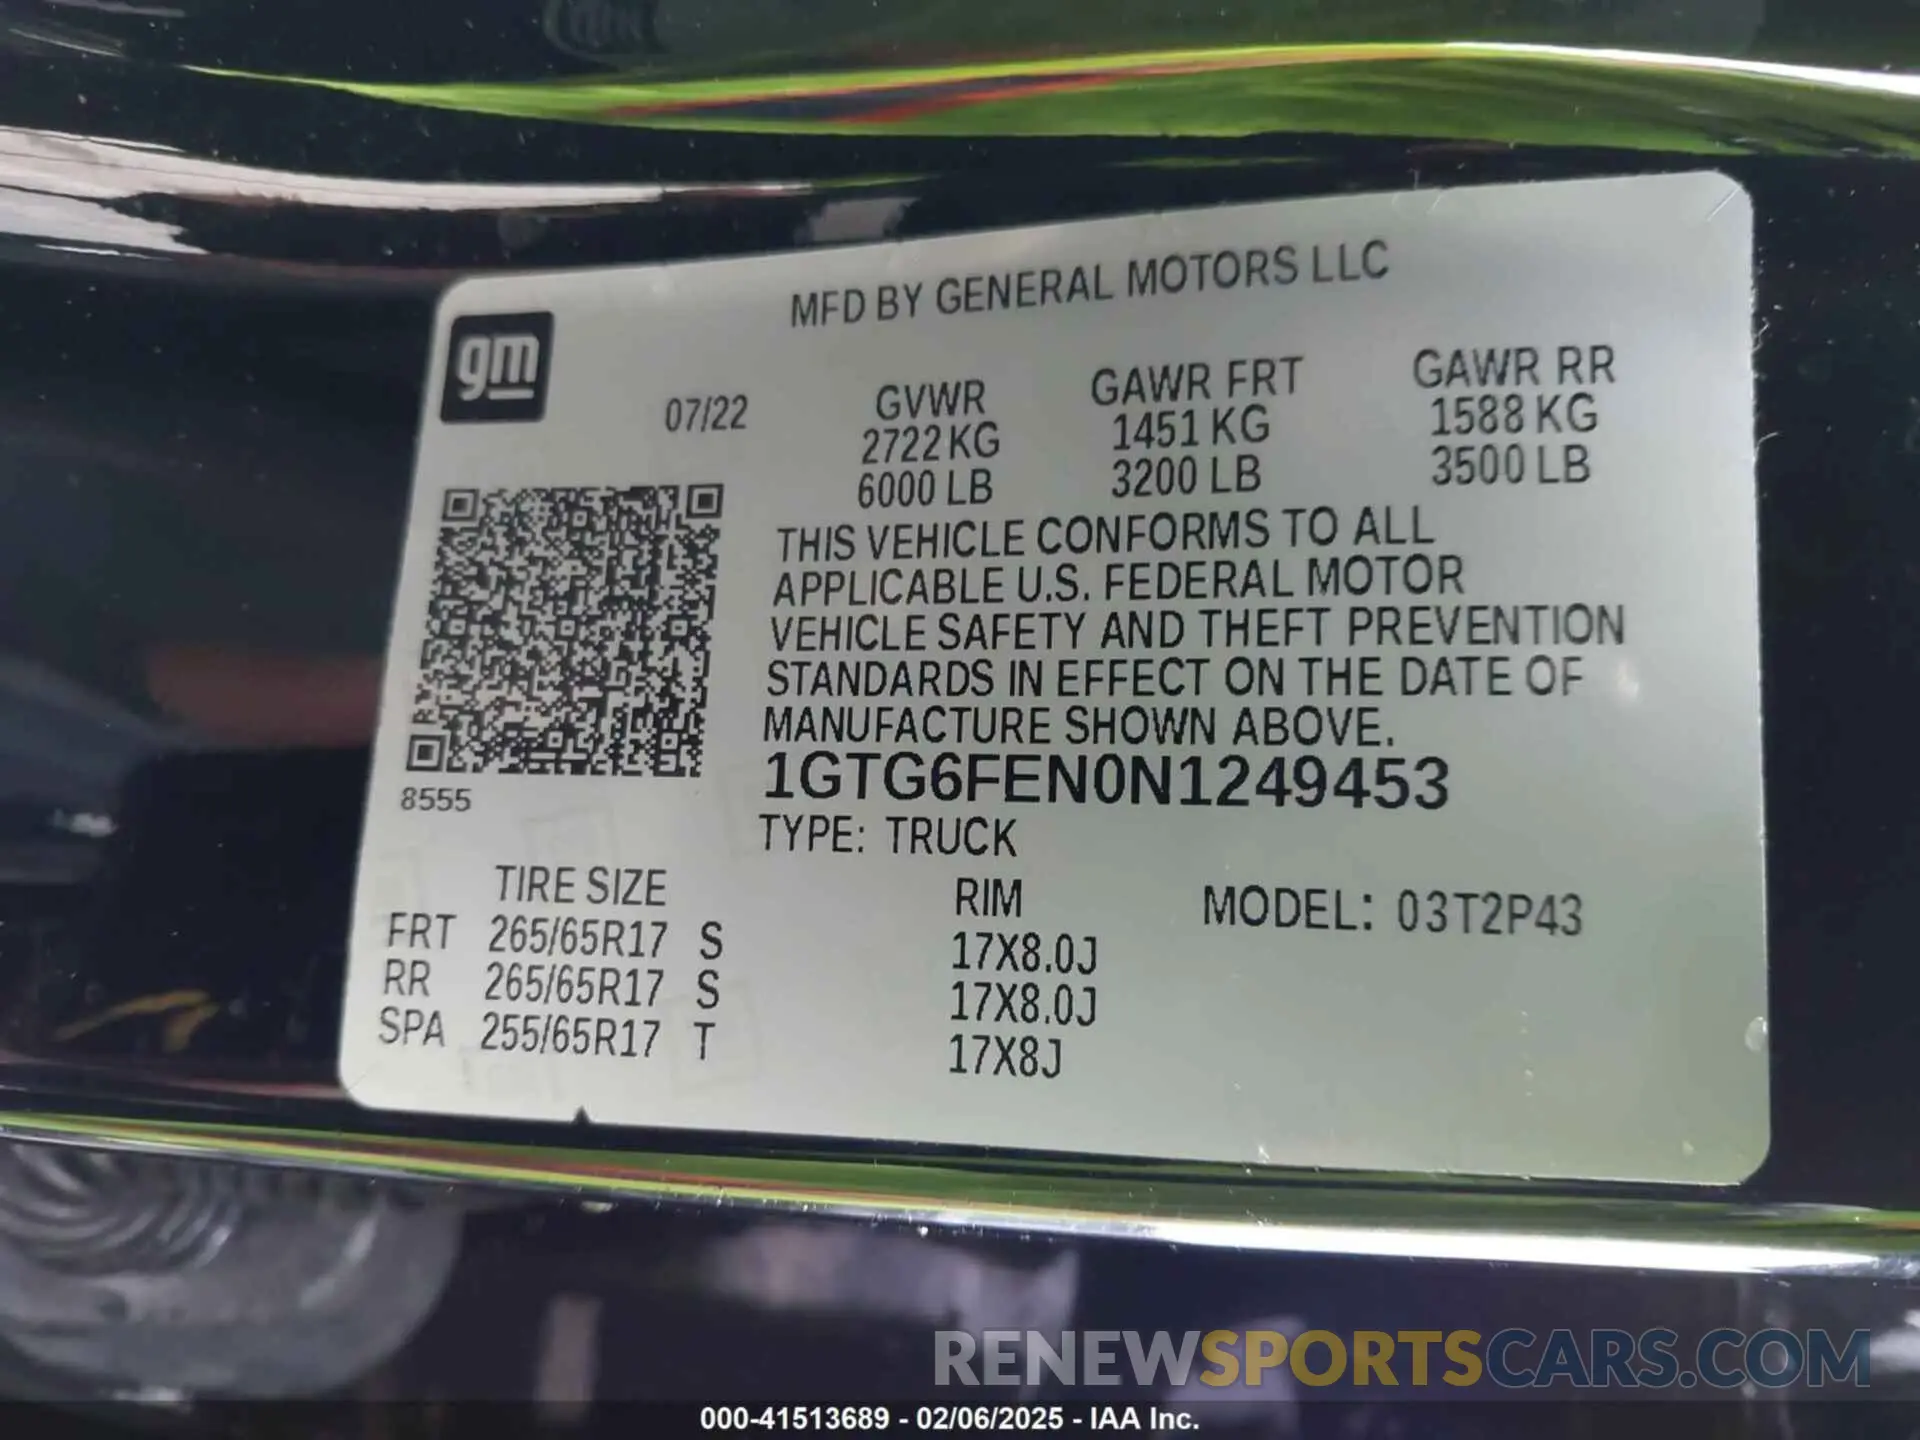 MFD BY GENERAL MOTORS LLC
gm
07/22
GVWR GAWR FRT GAWR RR
2722 KG 1451 KG 1588 KG
6000 LB 3200 LB 3500 LB
THIS VEHICLE CONFORMS TO ALL
APPLICABLE U.S. FEDERAL MOTOR
VEHICLE SAFETY AND THEFT PREVENTION
STANDARDS IN EFFECT ON THE DATE OF
MANUFACTURE SHOWN ABOVE.
RY
8555
1GTG6FEN0N1249453
TYPE: TRUCK
TIRE SIZE RIM MODEL: 03T2P43
FRT 265/65R17 S 17X8.0J
RR 265/65R17 S 17X8.0J
SPA 255/65R17 T 17X8J
RENEWSPORTSCARS.COM
000-41513689 - 02/06/2025 - IAA Inc.